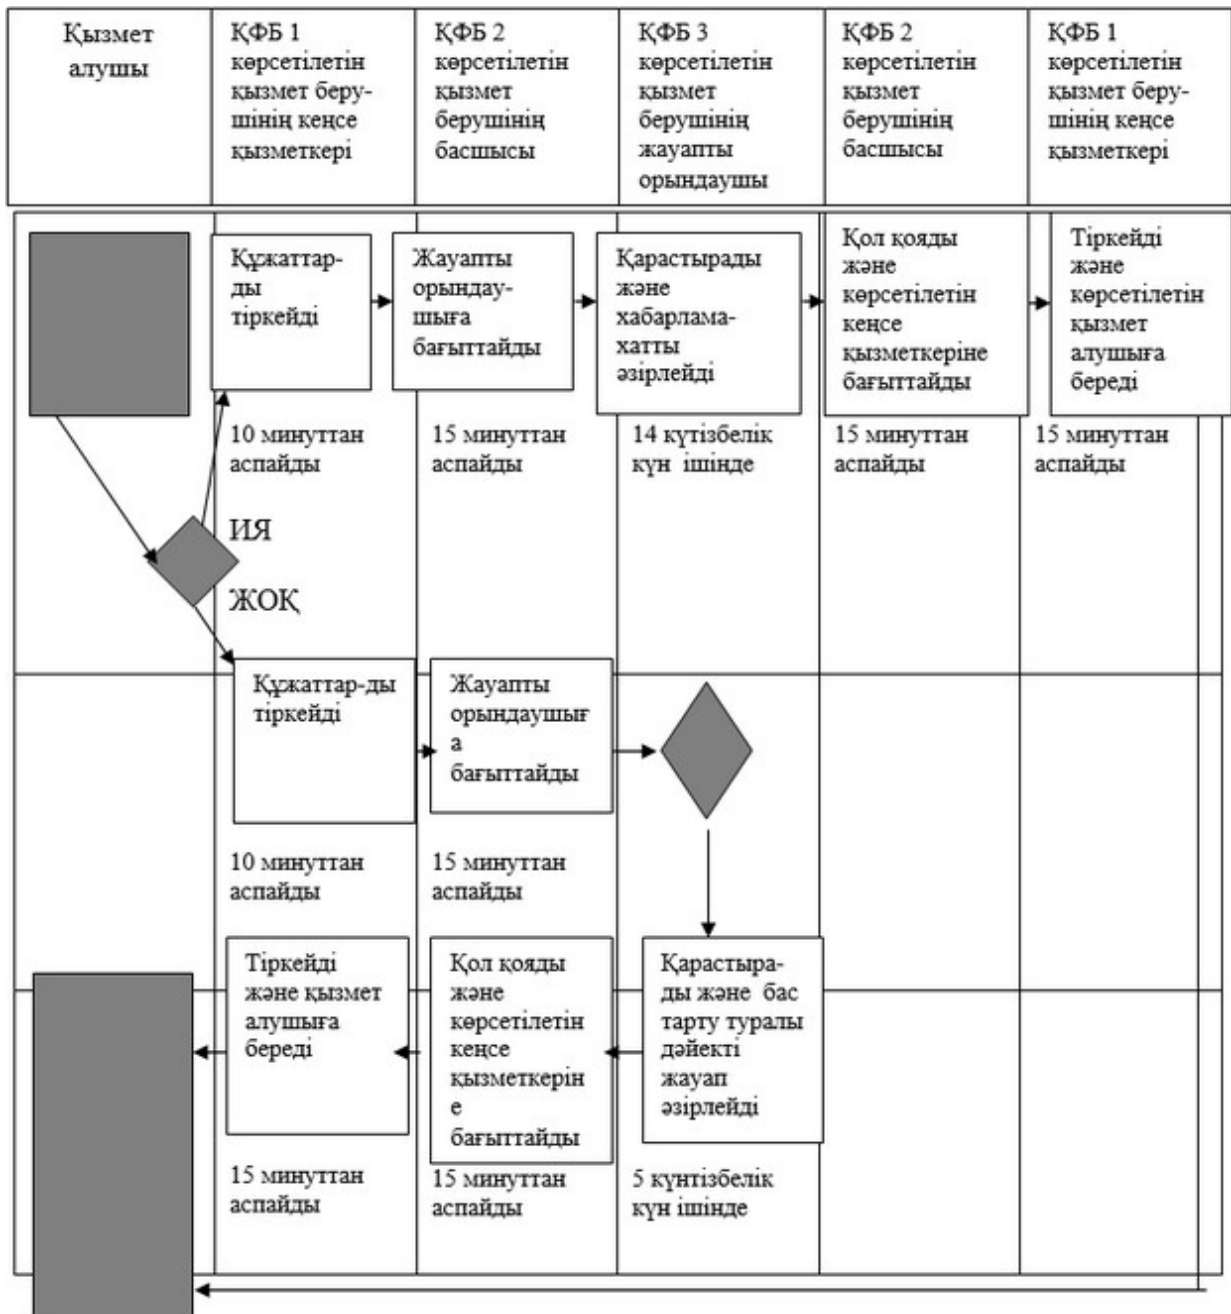 Қызмет
алушы
ҚФБ 1
көрсетілетін
қызмет беру-
шінің кеңсе
қызметкері
ҚФБ 2
көрсетілетін
қызмет
берушінің
басшысы
ҚФБ 3
көрсетілетін
қызмет
берушінің
жауапты
орындаушы
ҚФБ 2
көрсетілетін
қызмет
берушінің
басшысы
ҚФБ 1
көрсетілетін
қызмет беру-
шінің кеңсе
қызметкері
Құжаттар-
ды
тіркейді
Жауапты
орындау-
шыға
бағыттайды
Қарастырады
және
хабарлама-
хатты
әзірлейді
Қол қояды
және
көрсетілетін
кеңсе
қызметкеріне
бағыттайды
Тіркейді
және
көрсетілетін
қызмет
алушыға
береді
10 минуттан
аспайды
15 минуттан
аспайды
14 күтізбелік
күн ішінде
15 минуттан
аспайды
15 минуттан
аспайды
ИЯ
ЖОҚ
Құжаттар-ды
тіркейді
Жауапты
орындаушығ
а
бағыттайды
10 минуттан
аспайды
15 минуттан
аспайды
Тіркейді
және қызмет
алушыға
береді
Қол қояды
және
көрсетілетін
кеңсе
қызметкерін
е
бағыттайды
Қарастыра-
ды және бас
тарту туралы
дәйекті
жауап
әзірлейді
15 минуттан
аспайды
15 минуттан
аспайды
5 күнтізбелік
күн ішінде